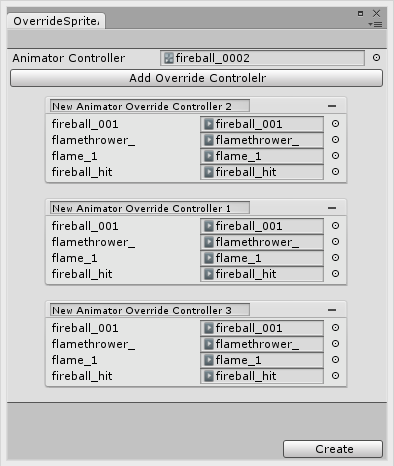 OverrideSprite
Animator Controller fireball_0002
Add Override Controlelr
New Animator Override Controller 2
fireball_001 fireball_001
flamethrower_ flamethrower_
flame_1 flame_1
fireball_hit fireball_hit
New Animator Override Controller 1
fireball_001 fireball_001
flamethrower_ flamethrower_
flame_1 flame_1
fireball_hit fireball_hit
New Animator Override Controller 3
fireball_001 fireball_001
flamethrower_ flamethrower_
flame_1 flame_1
fireball_hit fireball_hit
Create